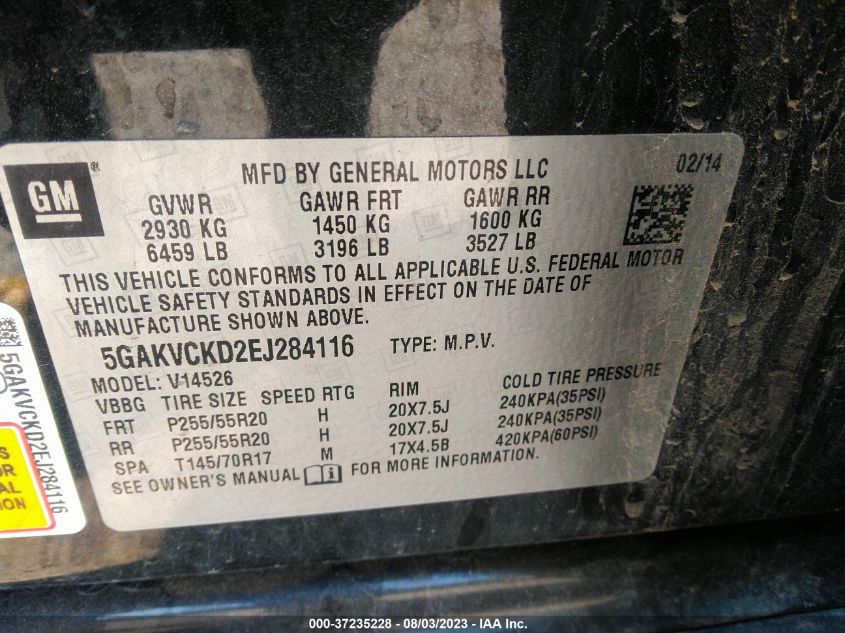 GM
®
MFD BY GENERAL MOTORS LLC
02/14
GVWR GAWR FRT GAWR RR
2930 KG 1450 KG 1600 KG
6459 LB 3196 LB 3527 LB
THIS VEHICLE CONFORMS TO ALL APPLICABLE U.S. FEDERAL MOTOR
VEHICLE SAFETY STANDARDS IN EFFECT ON THE DATE OF
MANUFACTURE SHOWN ABOVE.
5GAKVCKD2EJ284116 TYPE: M.P.V.
MODEL: V14526
VBBG TIRE SIZE SPEED RTG RIM COLD TIRE PRESSURE
FRT P255/55R20 H 20X7.5J 240KPA(35PSI)
RR P255/55R20 H 20X7.5J 240KPA(35PSI)
SPA T145/70R17 M 17X4.5B 420KPA(60PSI)
SEE OWNER'S MANUAL FOR MORE INFORMATION.
5GAKVCKD2EJ284116
000-37235228 - 08/03/2023 - IAA Inc.